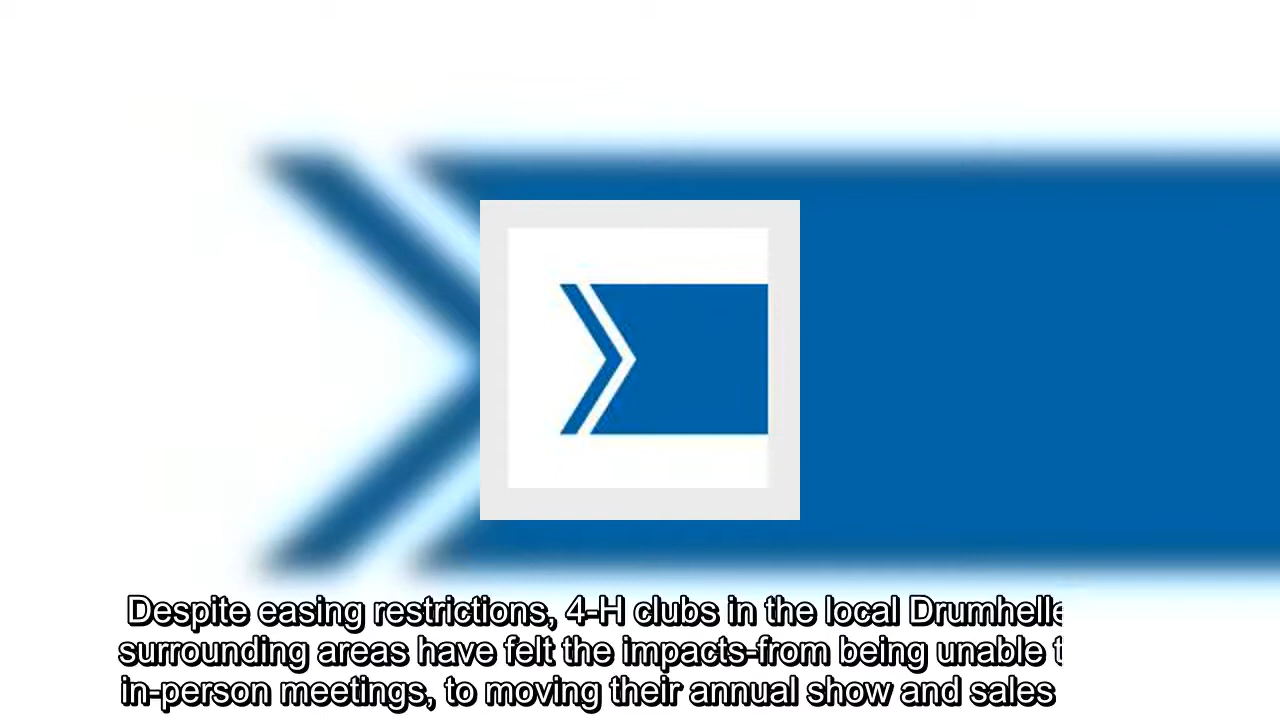 Despite easing restrictions, 4-H clubs in the local
surrounding areas have felt the impacts-from being unable
in-person meetings, to moving their annual show and sales